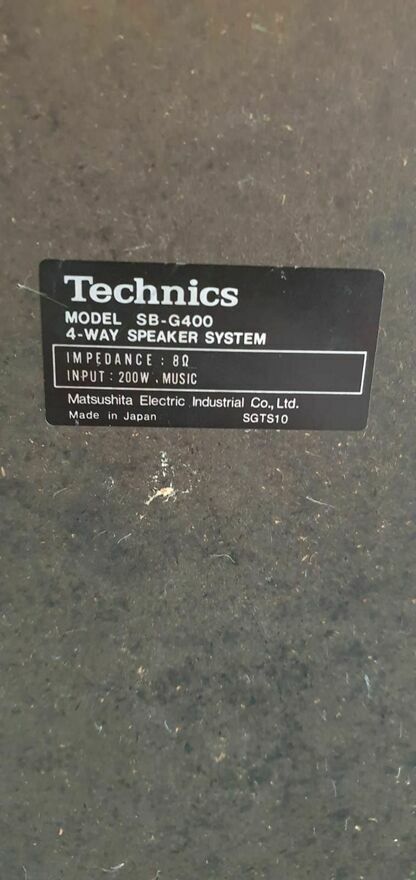 Technics
MODEL SB-G400
4-WAY SPEAKER SYSTEM
IMPEDANCE : 8Ω
INPUT : 200W . MUSIC
Matsushita Electric Industrial Co., Ltd.
Made in Japan SGTS10